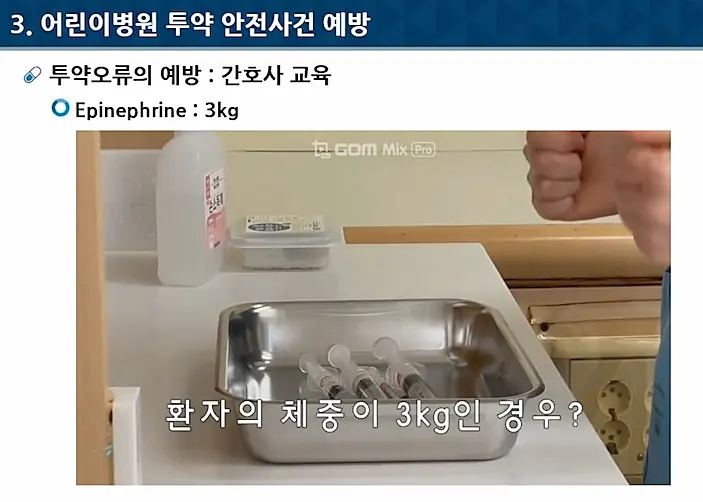 3. 어린이병원 투약 안전사건 예방
투약오류의 예방 : 간호사 교육
Epinephrine : 3kg
GOM Mix Pro
환자의 체중이 3kg인 경우?